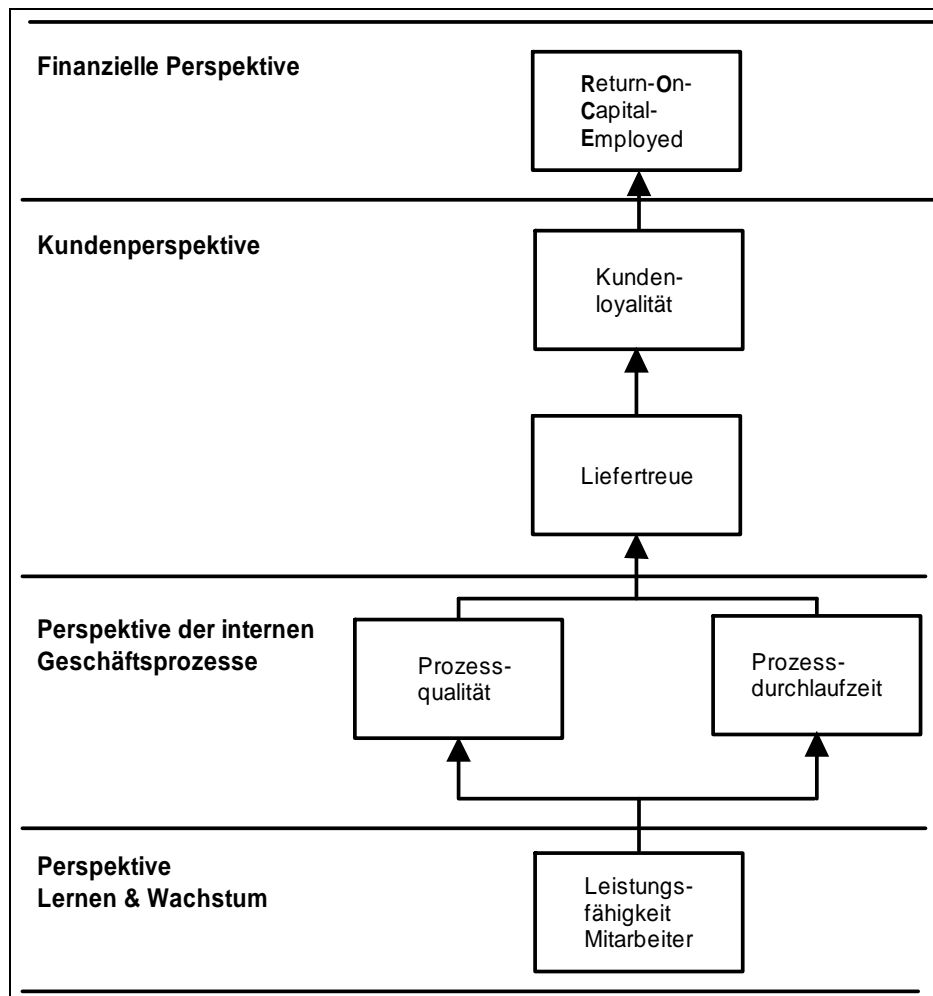 Finanzielle Perspektive
Return-On-
Capital-
Employed
Kundenperspektive
Kunden-
loyalität
Liefertreue
Perspektive der internen
Geschäftsprozesse
Prozess-
qualität
Prozess-
durchlaufzeit
Perspektive
Lernen & Wachstum
Leistungs-
fähigkeit
Mitarbeiter